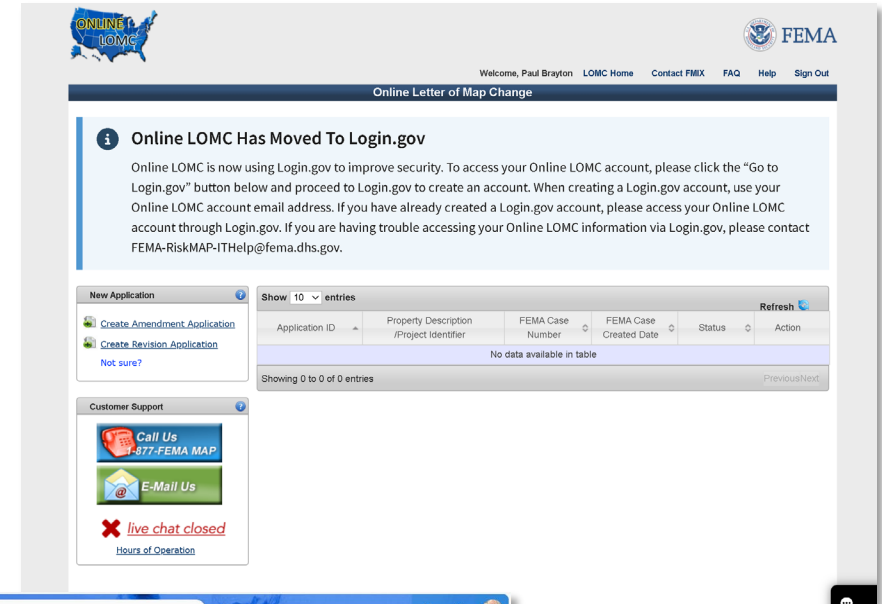 ONLINE
LOMC
FEMA
Welcome, Paul Brayton LOMC Home Contact FMIX FAQ Help Sign Out
Online Letter of Map Change
Online LOMC Has Moved To Login.gov
Online LOMC is now using Login.gov to improve security. To access your Online LOMC account, please click the “Go to
Login.gov” button below and proceed to Login.gov to create an account. When creating a Login.gov account, use your
Online LOMC account email address. If you have already created a Login.gov account, please access your Online LOMC
account through Login.gov. If you are having trouble accessing your Online LOMC information via Login.gov, please contact
FEMA-RiskMAP-ITHelp@fema.dhs.gov.
New Application
Create Amendment Application
Create Revision Application
Not sure?
Show 10 entries
Refresh
Application ID Property Description /Project Identifier FEMA Case Number FEMA Case Created Date Status Action
No data available in table
Showing 0 to 0 of 0 entries PreviousNext
Customer Support
Call Us
1-877-FEMA MAP
E-Mail Us
live chat closed
Hours of Operation